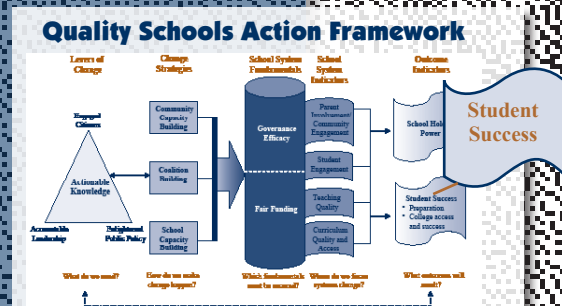 Quality Schools Action Framework
Levers of
Change
Change
Strategies
School System
Fundamentals
School
System
Indicators
Outcome
Indicators
Engaged
Citizens
Actionable
Knowledge
Accountable
Leadership
Enlightened
Public Policy
Community
Capacity
Building
Coalition
Building
School
Capacity
Building
Governance
Efficacy
Fair Funding
Parent
Involvement/
Community
Engagement
Student
Engagement
Teaching
Quality
Curriculum
Quality and
Access
School Hold
Power
Student Success
• Preparation
• College access
and success
Student
Success
What do we need?
How do we make
change happen?
Which fundamentals
must be secured?
Where do we focus
systems change?
What outcomes will
result?